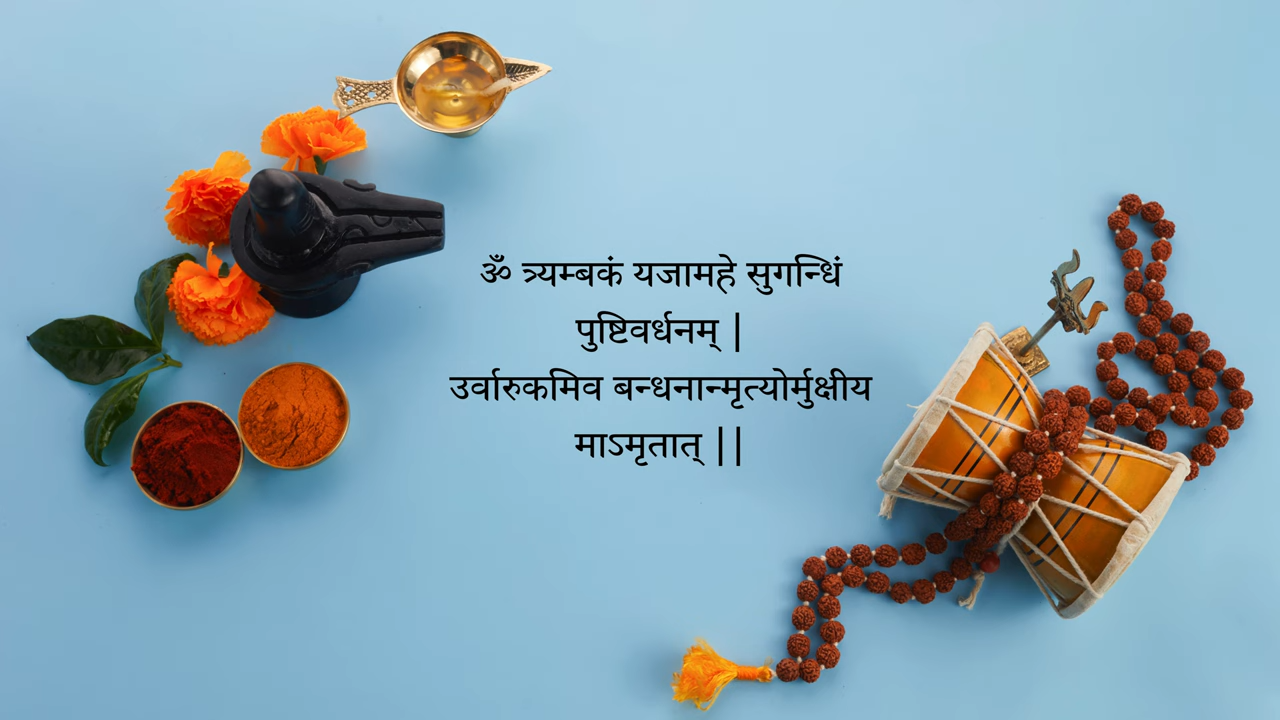 ॐ त्र्यम्बकं यजामहे सुगन्धिं
पुष्टिवर्धनम् |
उर्वारुकमिव बन्धनान्मृत्योर्मुक्षीय
माऽमृतात् ||